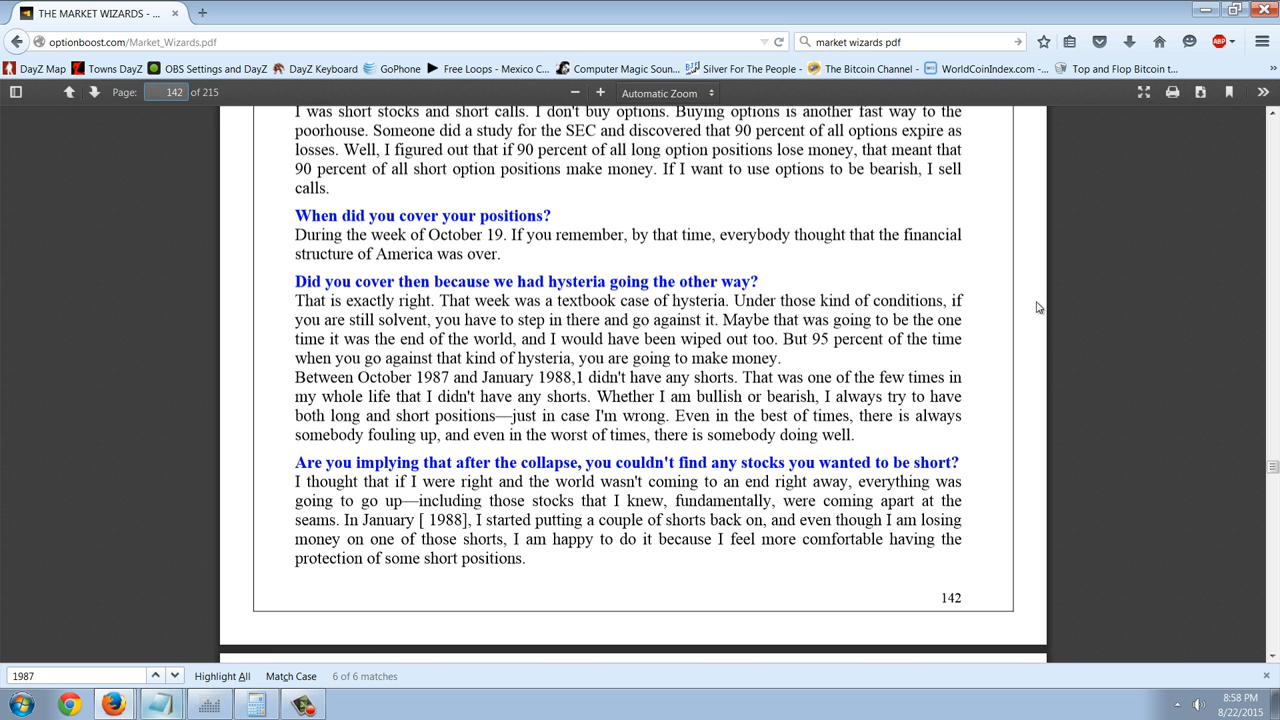 THE MARKET WIZARDS - ...
optionboost.com/Market_Wizards.pdf
market wizards pdf
ABP
DayZ Map
Towns DayZ
OBS Settings and DayZ
DayZ Keyboard
GoPhone
Free Loops - Mexico C...
Computer Magic Soun...
Silver For The People - ...
The Bitcoin Channel - ...
WorldCoinIndex.com -...
Top and Flop Bitcoin t...
Page: 142 of 215
Automatic Zoom
I was short stocks and short calls. I don't buy options. Buying options is another fast way to the
poorhouse. Someone did a study for the SEC and discovered that 90 percent of all options expire as
losses. Well, I figured out that if 90 percent of all long option positions lose money, that meant that
90 percent of all short option positions make money. If I want to use options to be bearish, I sell
calls.
When did you cover your positions?
During the week of October 19. If you remember, by that time, everybody thought that the financial
structure of America was over.
Did you cover then because we had hysteria going the other way?
That is exactly right. That week was a textbook case of hysteria. Under those kind of conditions, if
you are still solvent, you have to step in there and go against it. Maybe that was going to be the one
time it was the end of the world, and I would have been wiped out too. But 95 percent of the time
when you go against that kind of hysteria, you are going to make money.
Between October 1987 and January 1988,1 didn't have any shorts. That was one of the few times in
my whole life that I didn't have any shorts. Whether I am bullish or bearish, I always try to have
both long and short positions—just in case I'm wrong. Even in the best of times, there is always
somebody fouling up, and even in the worst of times, there is somebody doing well.
Are you implying that after the collapse, you couldn't find any stocks you wanted to be short?
I thought that if I were right and the world wasn't coming to an end right away, everything was
going to go up—including those stocks that I knew, fundamentally, were coming apart at the
seams. In January [ 1988], I started putting a couple of shorts back on, and even though I am losing
money on one of those shorts, I am happy to do it because I feel more comfortable having the
protection of some short positions.
142
1987
Highlight All
Match Case
6 of 6 matches
8:58 PM
8/22/2015